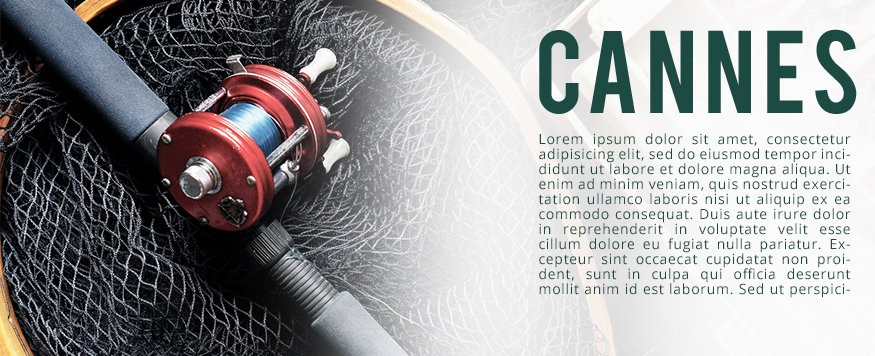 CANNES
Lorem ipsum dolor sit amet, consectetur
adipisicing elit, sed do eiusmod tempor inci-
didunt ut labore et dolore magna aliqua. Ut
enim ad minim veniam, quis nostrud exerci-
tation ullamco laboris nisi ut aliquip ex ea
commodo consequat. Duis aute irure dolor
in reprehenderit in voluptate velit esse
cillum dolore eu fugiat nulla pariatur. Ex-
cepteur sint occaecat cupidatat non proi-
dent, sunt in culpa qui officia deserunt
mollit anim id est laborum. Sed ut perspici-